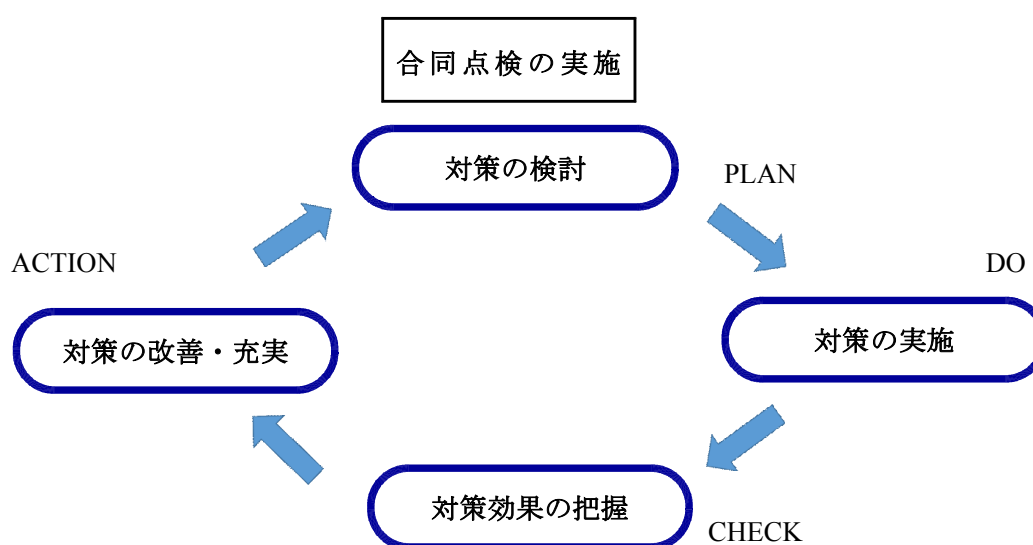 合同点検の実施
対策の検討
PLAN
ACTION
DO
対策の改善・充実
対策の実施
対策効果の把握
CHECK